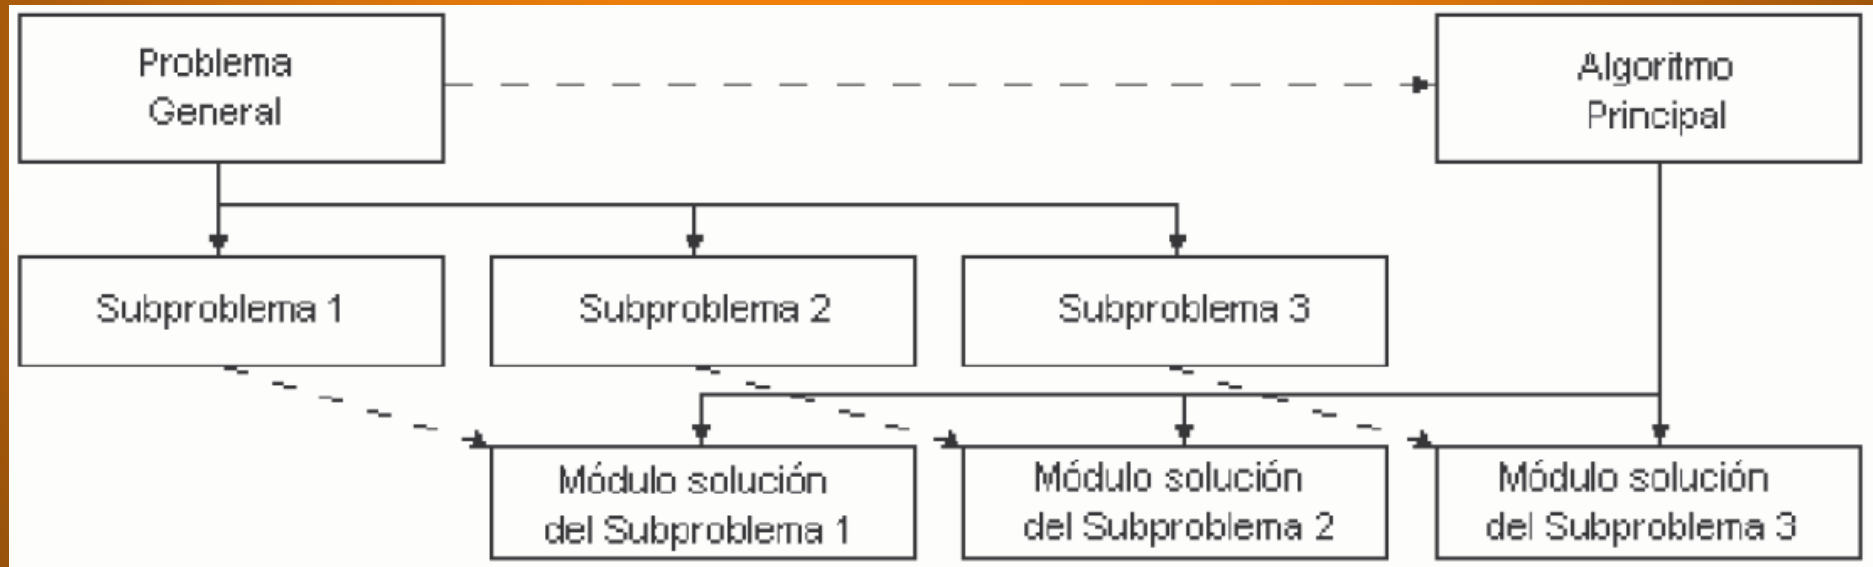 Problema
General
Algoritmo
Principal
Subproblema 1
Subproblema 2
Subproblema 3
Módulo solución
del Subproblema 1
Módulo solución
del Subproblema 2
Módulo solución
del Subproblema 3